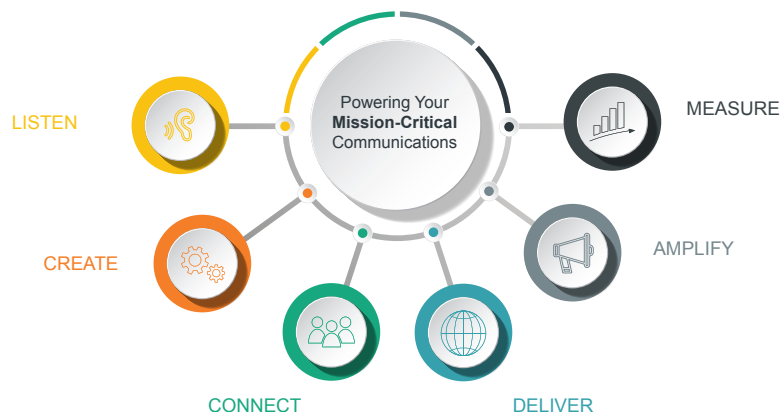 Powering Your
Mission-Critical
Communications
LISTEN
CREATE
CONNECT
DELIVER
AMPLIFY
MEASURE